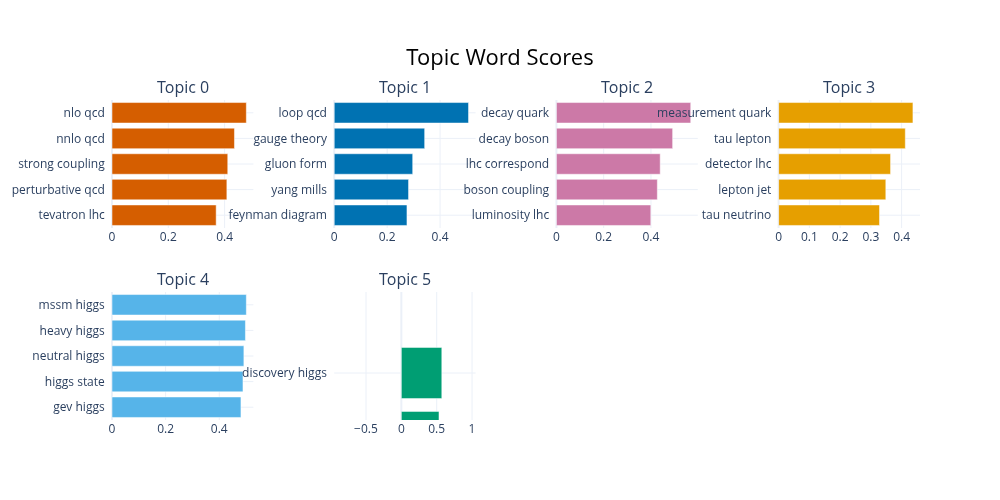 Topic Word Scores
Topic 0
nlo qcd
nnlo qcd
strong coupling
perturbative qcd
tevatron lhc
0 0.2 0.4
Topic 1
loop qcd
gauge theory
gluon form
yang mills
feynman diagram
0 0.2 0.4
Topic 2
decay quark
decay boson
lhc correspond
boson coupling
luminosity lhc
0 0.2 0.4
Topic 3
measurement quark
tau lepton
detector lhc
lepton jet
tau neutrino
0 0.1 0.2 0.3 0.4
Topic 4
mssm higgs
heavy higgs
neutral higgs
higgs state
gev higgs
0 0.2 0.4
Topic 5
discovery higgs
−0.5 0 0.5 1